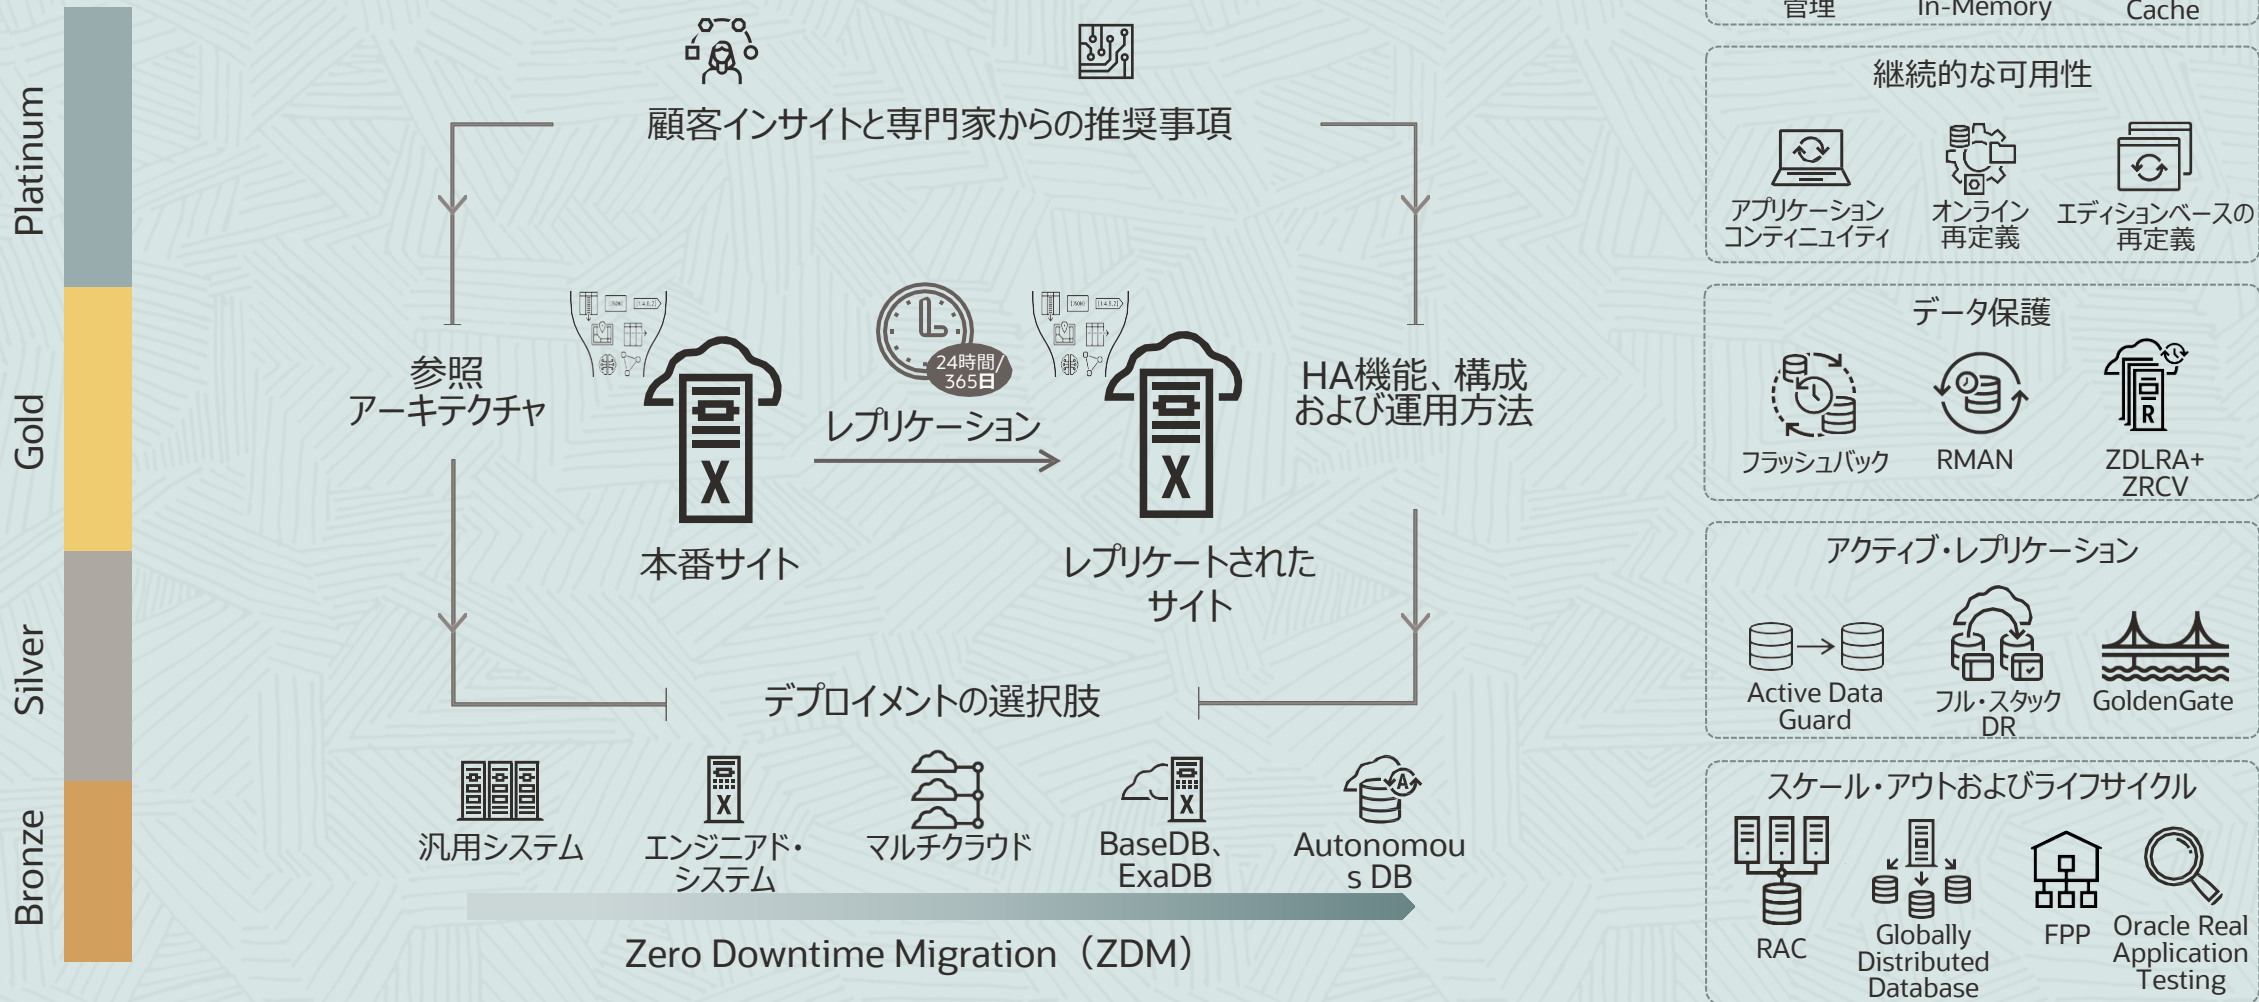 Platinum
Gold
Silver
Bronze
顧客インサイトと専門家からの推奨事項
参照
アーキテクチャ
24時間/
365日
レプリケーション
本番サイト
レプリケートされた
サイト
HA機能、構成
および運用方法
デプロイメントの選択肢
汎用システム
エンジニアド・
システム
マルチクラウド
BaseDB、
ExaDB
Autonomou
s DB
Zero Downtime Migration（ZDM）
管理
In-Memory
Cache
継続的な可用性
アプリケーション
コンティニュイティ
オンライン
再定義
エディションベースの
再定義
データ保護
フラッシュバック
RMAN
R
ZDLRA+
ZRCV
アクティブ・レプリケーション
Active Data
Guard
フル・スタック
DR
GoldenGate
スケール・アウトおよびライフサイクル
RAC
Globally
Distributed
Database
FPP
Oracle Real
Application
Testing
X
X
X
X
A